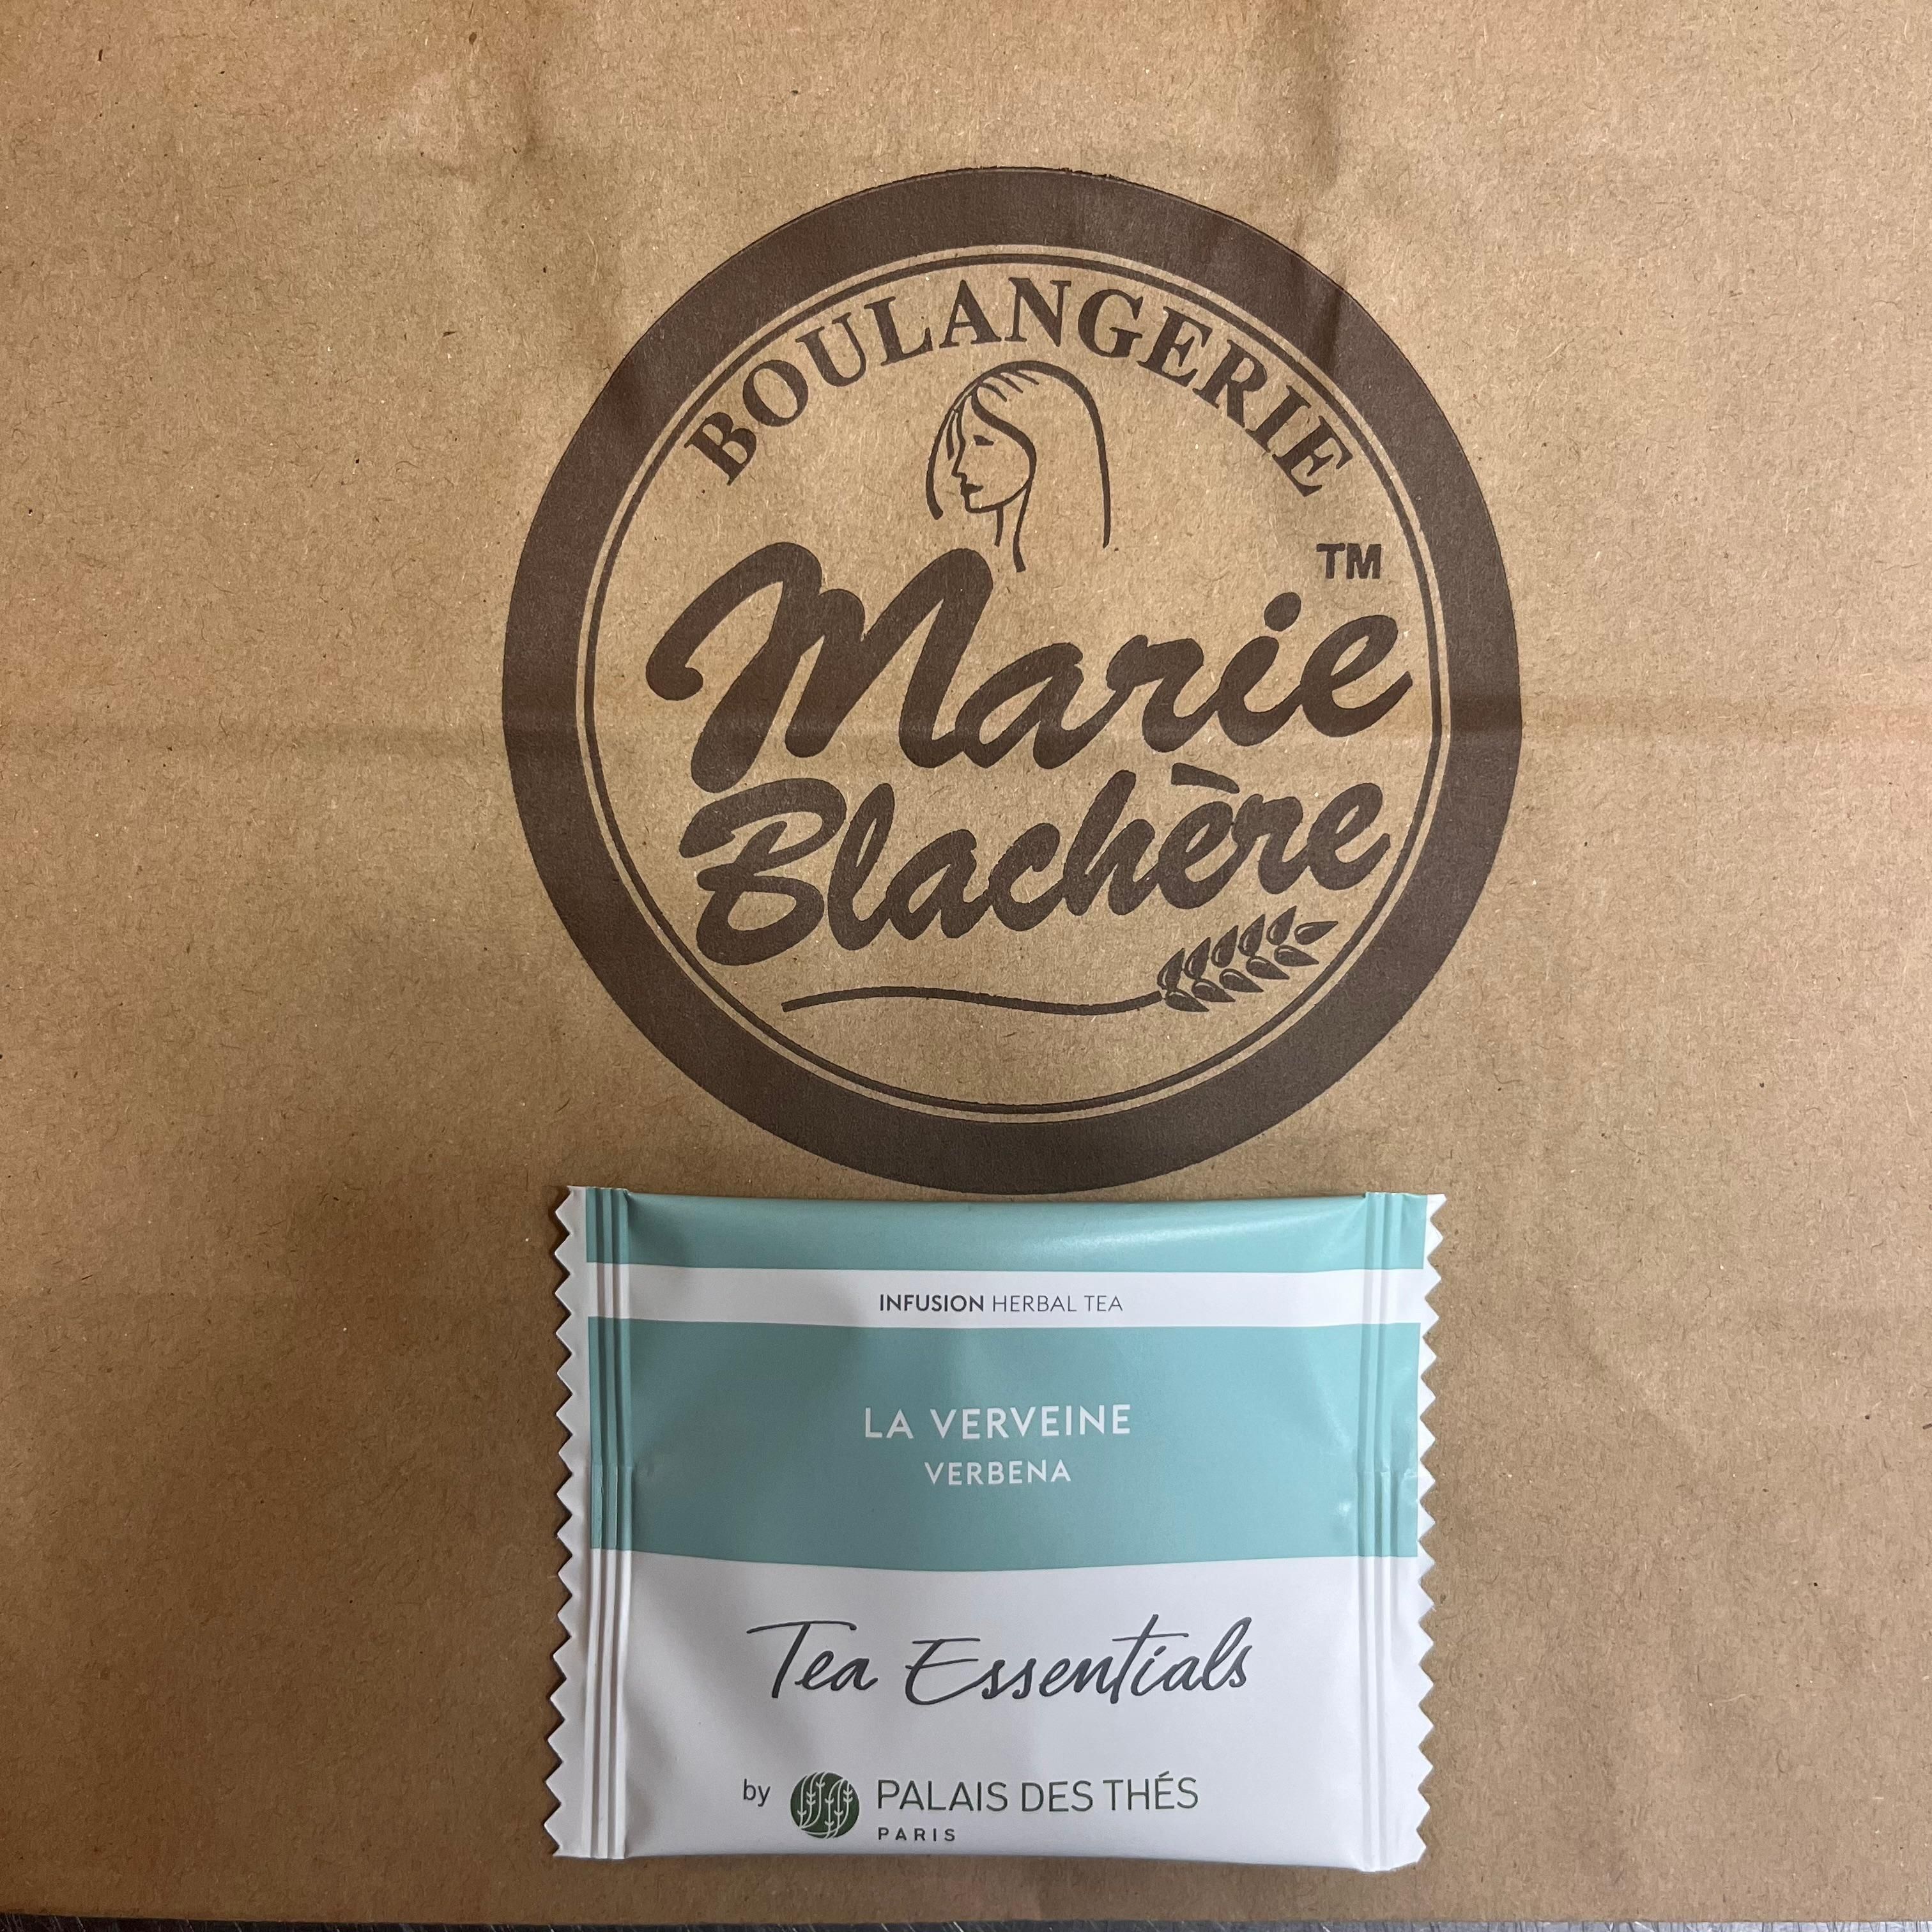 BOULANGERIE
TM
Marie
Blachère
INFUSION HERBAL TEA
LA VERVEINE
VERBENA
Tea Essentials
by PALAIS DES THÉS
PARIS